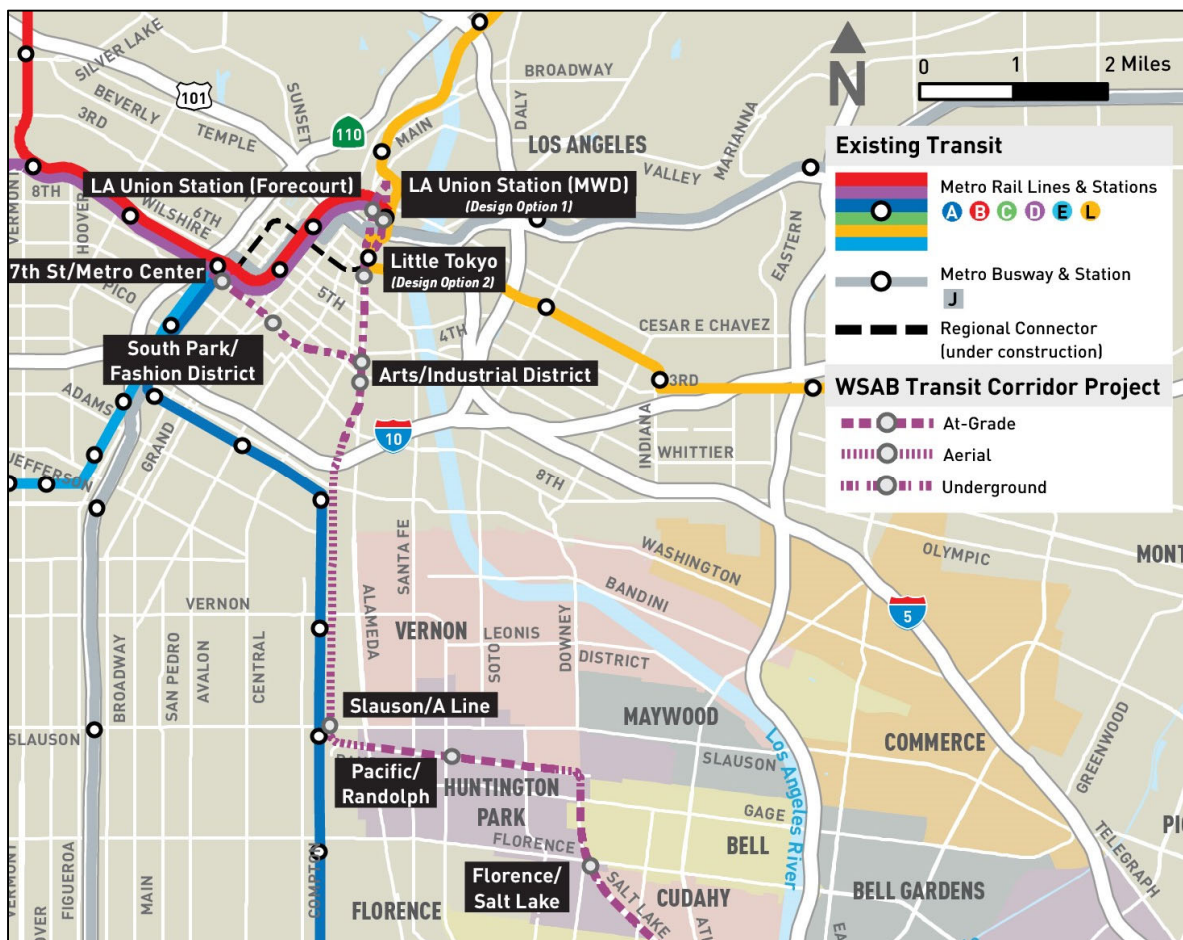 SILVER LAKE
BEVERLY
3RD
TEMPLE
101
SUNSET
110
MAIN
BROADWAY
DALY
LOS ANGELES
VALLEY
MARIANNA
N
0 1 2 Miles
Existing Transit
Metro Rail Lines & Stations
A B C D E L
Metro Busway & Station
J
Regional Connector
(under construction)
WSAB Transit Corridor Project
At-Grade
Aerial
Underground
VERMONT
8TH
HOOVER
WILSHIRE
6TH
LA Union Station (Forecourt)
LA Union Station (MWD)
(Design Option 1)
EASTERN
7th St/Metro Center
Little Tokyo
(Design Option 2)
PICO
5TH
4TH
CESAR E CHAVEZ
South Park/
Fashion District
Arts/Industrial District
3RD
ADAMS
GRAND
10
INDIANA
WHITTIER
JEFFERSON
8TH
SANTA FE
WASHINGTON
OLYMPIC
MONT
BANDINI
5
VERNON
ALAMEDA
VERNON
LEONIS
SOTO
DOWNEY
DISTRICT
BROADWAY
SAN PEDRO
AVALON
CENTRAL
Slauson/A Line
MAYWOOD
COMMERCE
GREENWOOD
SLAUSON
SLAUSON
Los Angeles River
Pacific/
Randolph
HUNTINGTON
PARK
GAGE
FLORENCE
BELL
TELEGRAPH
PIC
VERMONT
HOOVER
FIGUEROA
MAIN
COMPTON
FLORENCE
Florence/
Salt Lake
SALT LAKE
CUDAHY
BELL GARDENS